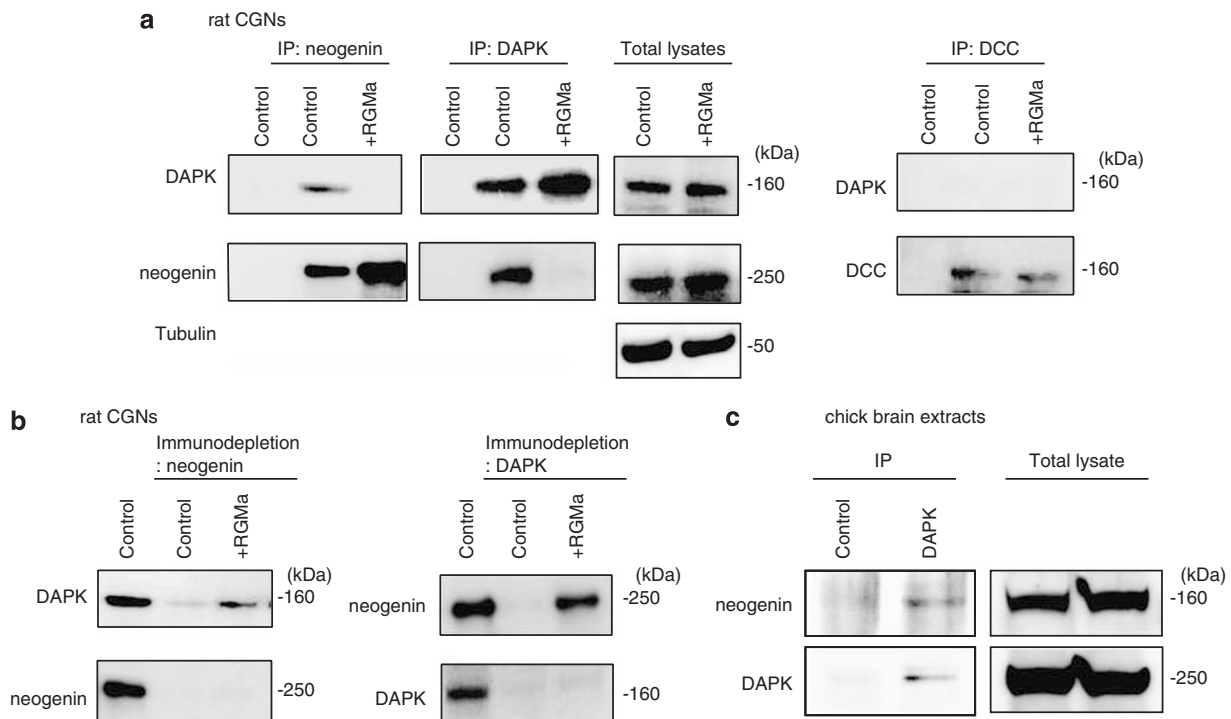 a rat CGNs
IP: neogenin IP: DAPK Total lysates IP: DCC
Control Control +RGMa Control Control +RGMa Control +RGMa Control Control +RGMa
(kDa) (kDa)
DAPK -160 DAPK -160
neogenin -250 DCC -160
Tubulin -50
b rat CGNs
Immunodepletion : neogenin
Immunodepletion : DAPK
Control Control +RGMa Control Control +RGMa
(kDa) (kDa)
DAPK -160 neogenin -250
neogenin -250 DAPK -160
c chick brain extracts
IP Total lysate
Control DAPK
(kDa)
neogenin -160
DAPK -250